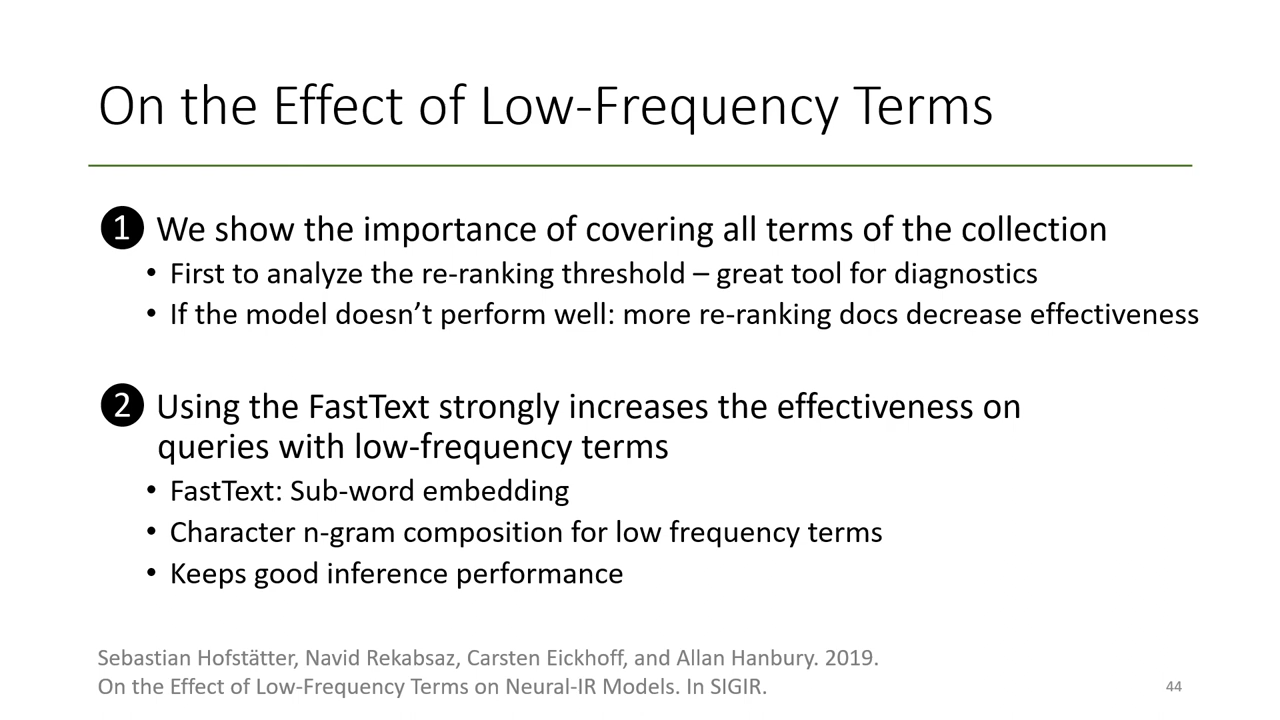 On the Effect of Low-Frequency Terms
❶ We show the importance of covering all terms of the collection
• First to analyze the re-ranking threshold – great tool for diagnostics
• If the model doesn’t perform well: more re-ranking docs decrease effectiveness
❷ Using the FastText strongly increases the effectiveness on
queries with low-frequency terms
• FastText: Sub-word embedding
• Character n-gram composition for low frequency terms
• Keeps good inference performance
Sebastian Hofstätter, Navid Rekabsaz, Carsten Eickhoff, and Allan Hanbury. 2019.
On the Effect of Low-Frequency Terms on Neural-IR Models. In SIGIR.
44